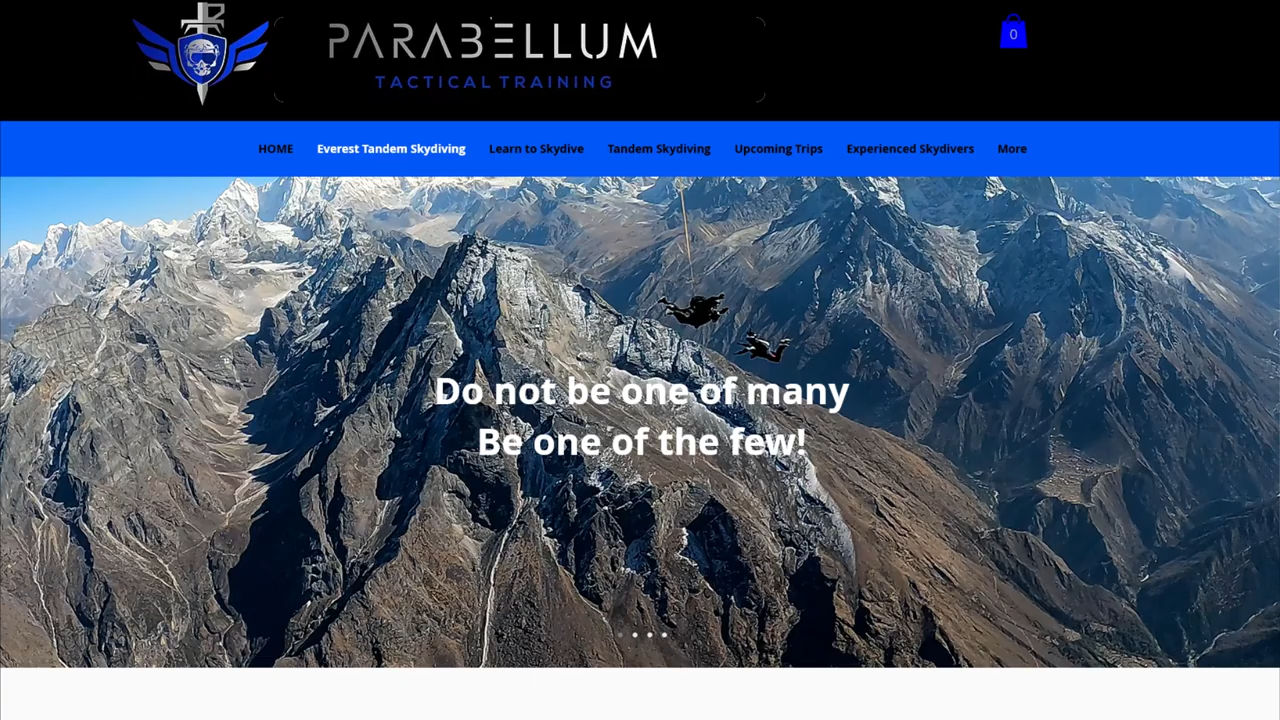 PARABELLUM
TACTICAL TRAINING
0
HOME Everest Tandem Skydiving Learn to Skydive Tandem Skydiving Upcoming Trips Experienced Skydivers More
Do not be one of many
Be one of the few!